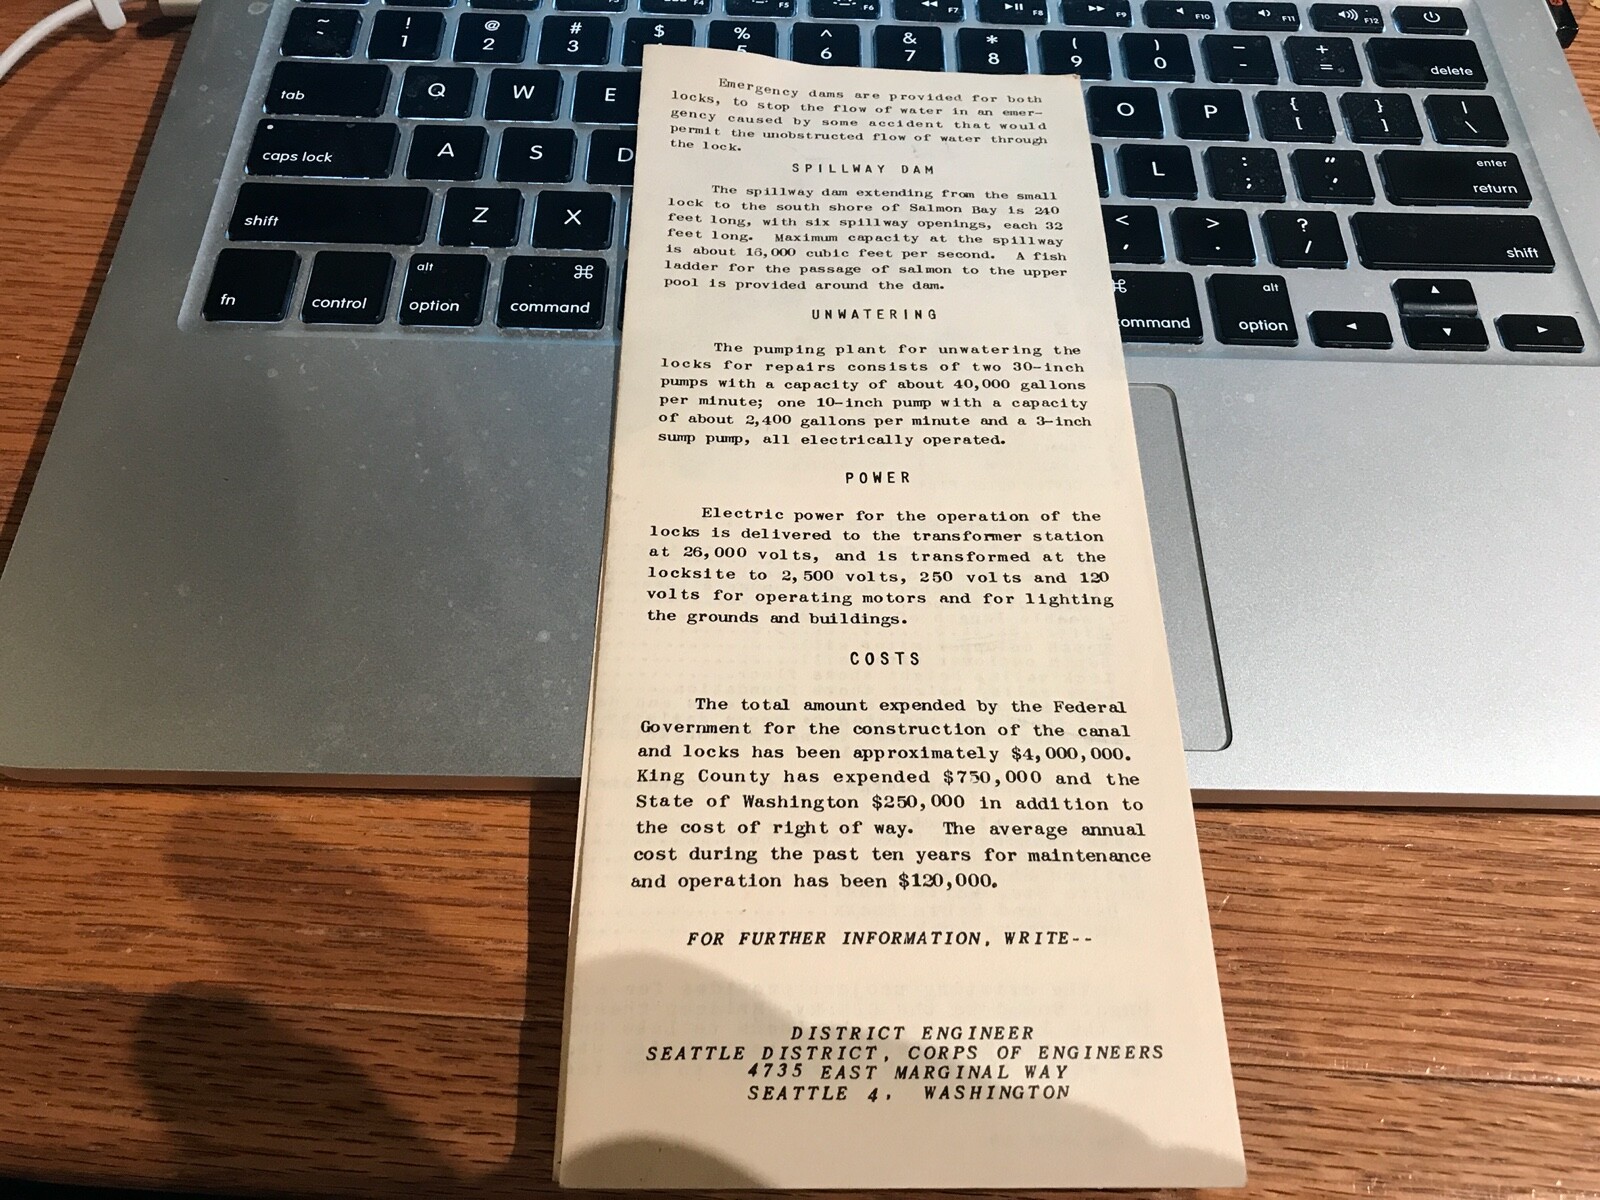 F9 F10 F11 F12
~ ! @ # $ % ^ & * ( ) _ +
` 1 2 3 5 6 7 8 9 0 - =
delete
tab Q W E O P { [ } ] | \
caps lock A S D L : ; " ' enter return
shift Z X < , > . ? / shift
fn control alt option ⌘ command ⌘ command alt option
Emergency dams are provided for both
locks, to stop the flow of water in an emer-
gency caused by some accident that would
permit the unobstructed flow of water through
the lock.
SPILLWAY DAM
The spillway dam extending from the small
lock to the south shore of Salmon Bay is 240
feet long, with six spillway openings, each 32
feet long. Maximum capacity at the spillway
is about 16,000 cubic feet per second. A fish
ladder for the passage of salmon to the upper
pool is provided around the dam.
UNWATERING
The pumping plant for unwatering the
locks for repairs consists of two 30-inch
pumps with a capacity of about 40,000 gallons
per minute; one 10-inch pump with a capacity
of about 2,400 gallons per minute and a 3-inch
sump pump, all electrically operated.
POWER
Electric power for the operation of the
locks is delivered to the transformer station
at 26,000 volts, and is transformed at the
locksite to 2,500 volts, 250 volts and 120
volts for operating motors and for lighting
the grounds and buildings.
COSTS
The total amount expended by the Federal
Government for the construction of the canal
and locks has been approximately $4,000,000.
King County has expended $750,000 and the
State of Washington $250,000 in addition to
the cost of right of way. The average annual
cost during the past ten years for maintenance
and operation has been $120,000.
FOR FURTHER INFORMATION, WRITE--
DISTRICT ENGINEER
SEATTLE DISTRICT, CORPS OF ENGINEERS
4735 EAST MARGINAL WAY
SEATTLE 4, WASHINGTON